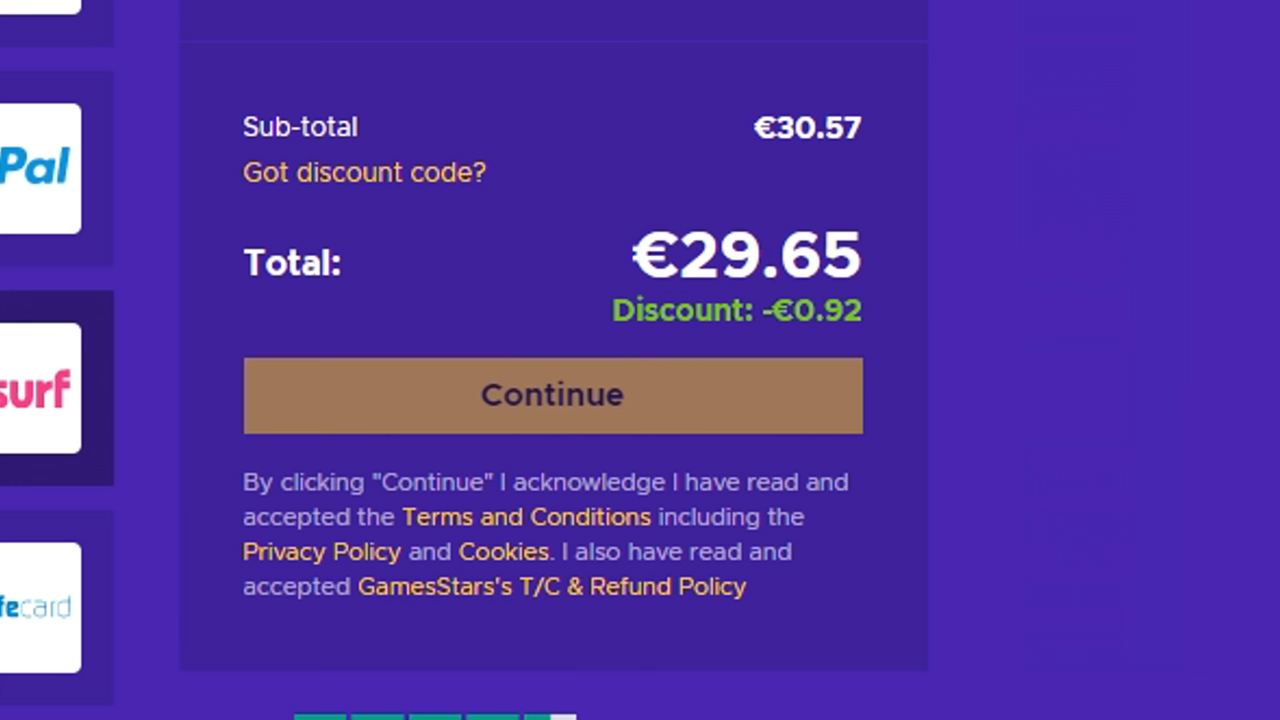 Sub-total €30.57
Got discount code?
Total: €29.65
Discount: -€0.92
Continue
By clicking "Continue" I acknowledge I have read and
accepted the Terms and Conditions including the
Privacy Policy and Cookies. I also have read and
accepted GamesStars's T/C & Refund Policy
Pal
surf
card